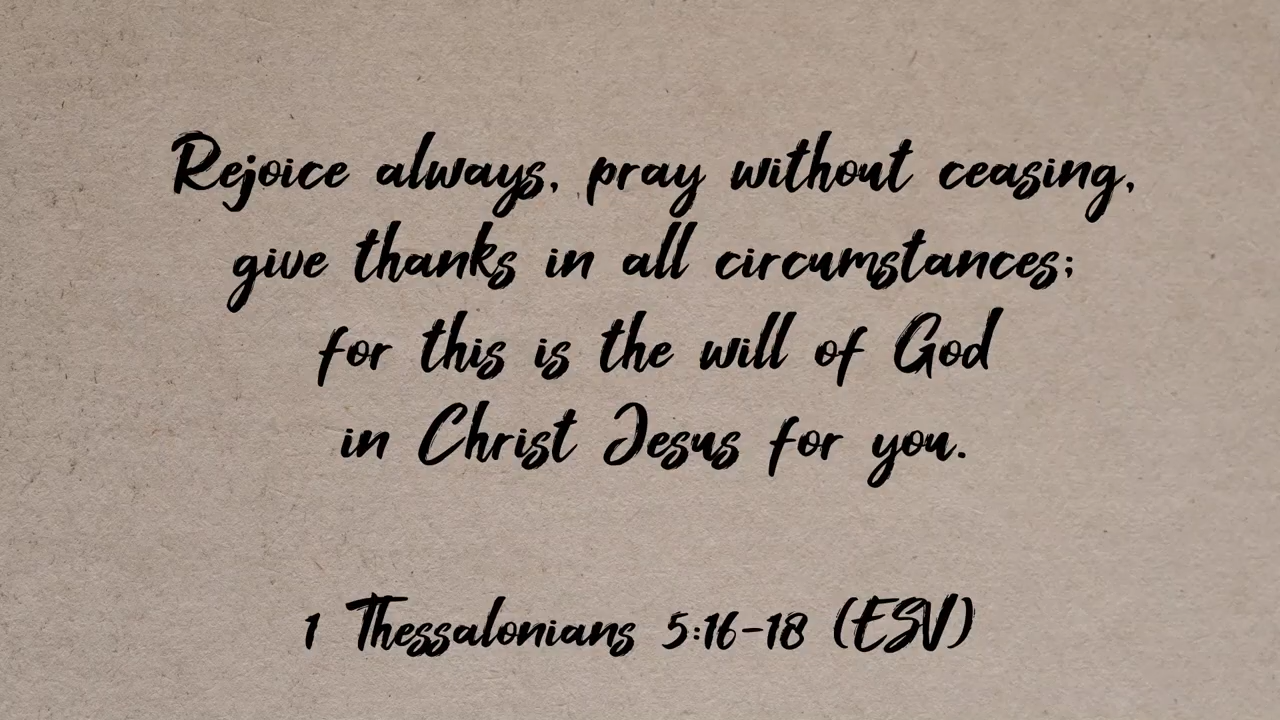 Rejoice always, pray without ceasing,
give thanks in all circumstances;
for this is the will of God
in Christ Jesus for you.
1 Thessalonians 5:16-18 (ESV)